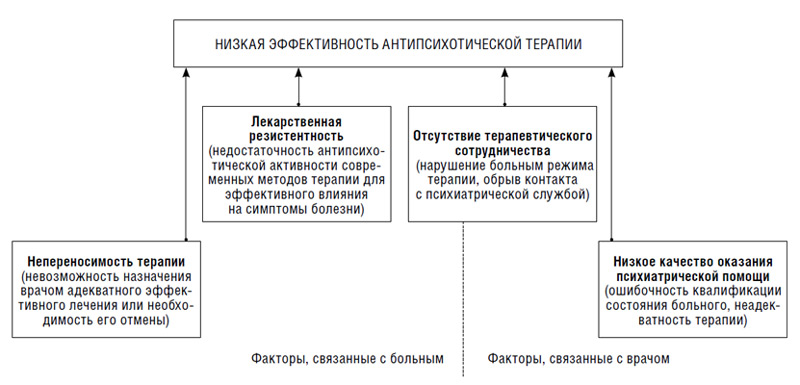 НИЗКАЯ ЭФФЕКТИВНОСТЬ АНТИПСИХОТИЧЕСКОЙ ТЕРАПИИ
Лекарственная
резистентность
(недостаточность антипсихо-
тической активности совре-
менных методов терапии для
эффективного влияния
на симптомы болезни)
Отсутствие терапевтического
сотрудничества
(нарушение больным режима
терапии, обрыв контакта
с психиатрической службой)
Непереносимость терапии
(невозможность назначения
врачом адекватного эффек-
тивного лечения или необхо-
димость его отмены)
Низкое качество оказания
психиатрической помощи
(ошибочность квалификации
состояния больного, неадек-
ватность терапии)
Факторы, связанные с больным
Факторы, связанные с врачом